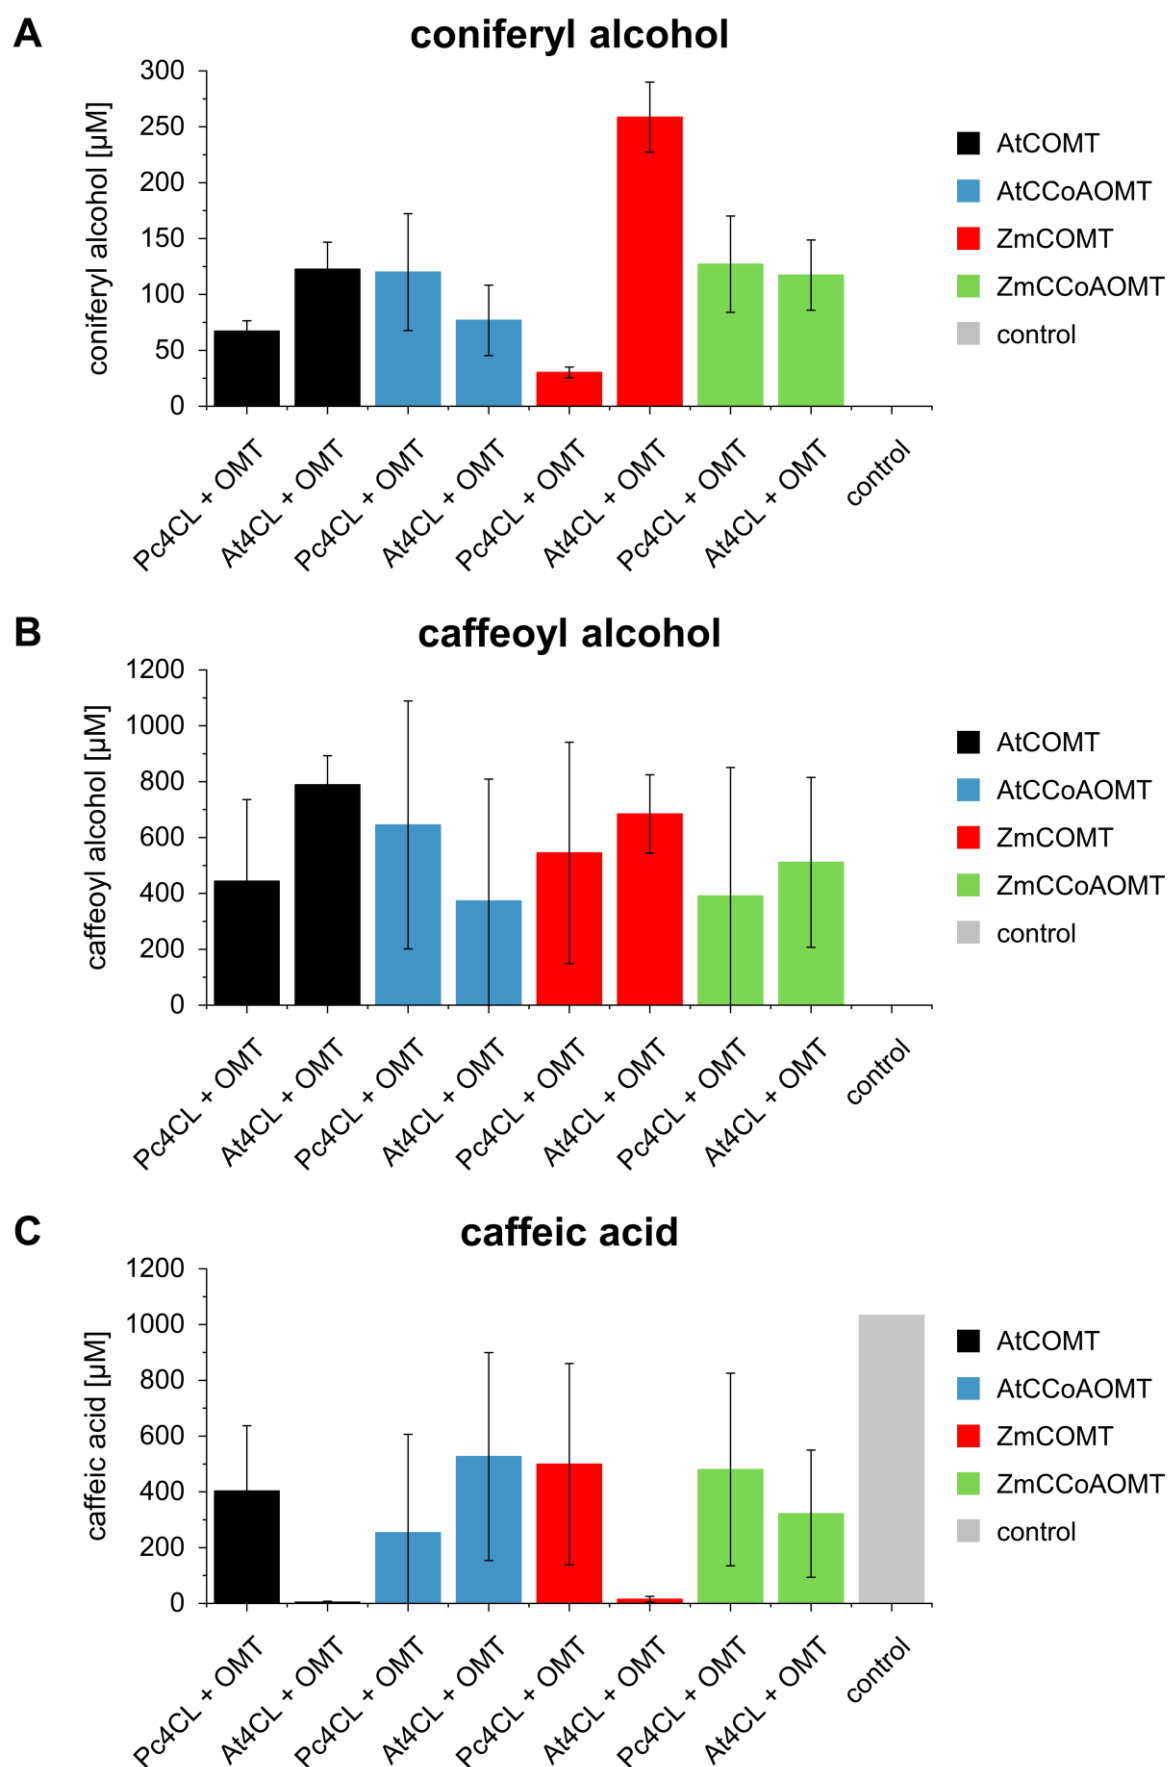 A
coniferyl alcohol
coniferyl alcohol [µM]
300
250
200
150
100
50
0
Pc4CL + OMT
At4CL + OMT
Pc4CL + OMT
At4CL + OMT
Pc4CL + OMT
At4CL + OMT
Pc4CL + OMT
At4CL + OMT
control
AtCOMT
AtCCoAOMT
ZmCOMT
ZmCCoAOMT
control
B
caffeoyl alcohol
caffeoyl alcohol [µM]
1200
1000
800
600
400
200
0
Pc4CL + OMT
At4CL + OMT
Pc4CL + OMT
At4CL + OMT
Pc4CL + OMT
At4CL + OMT
Pc4CL + OMT
At4CL + OMT
control
AtCOMT
AtCCoAOMT
ZmCOMT
ZmCCoAOMT
control
C
caffeic acid
caffeic acid [µM]
1200
1000
800
600
400
200
0
Pc4CL + OMT
At4CL + OMT
Pc4CL + OMT
At4CL + OMT
Pc4CL + OMT
At4CL + OMT
Pc4CL + OMT
At4CL + OMT
control
AtCOMT
AtCCoAOMT
ZmCOMT
ZmCCoAOMT
control